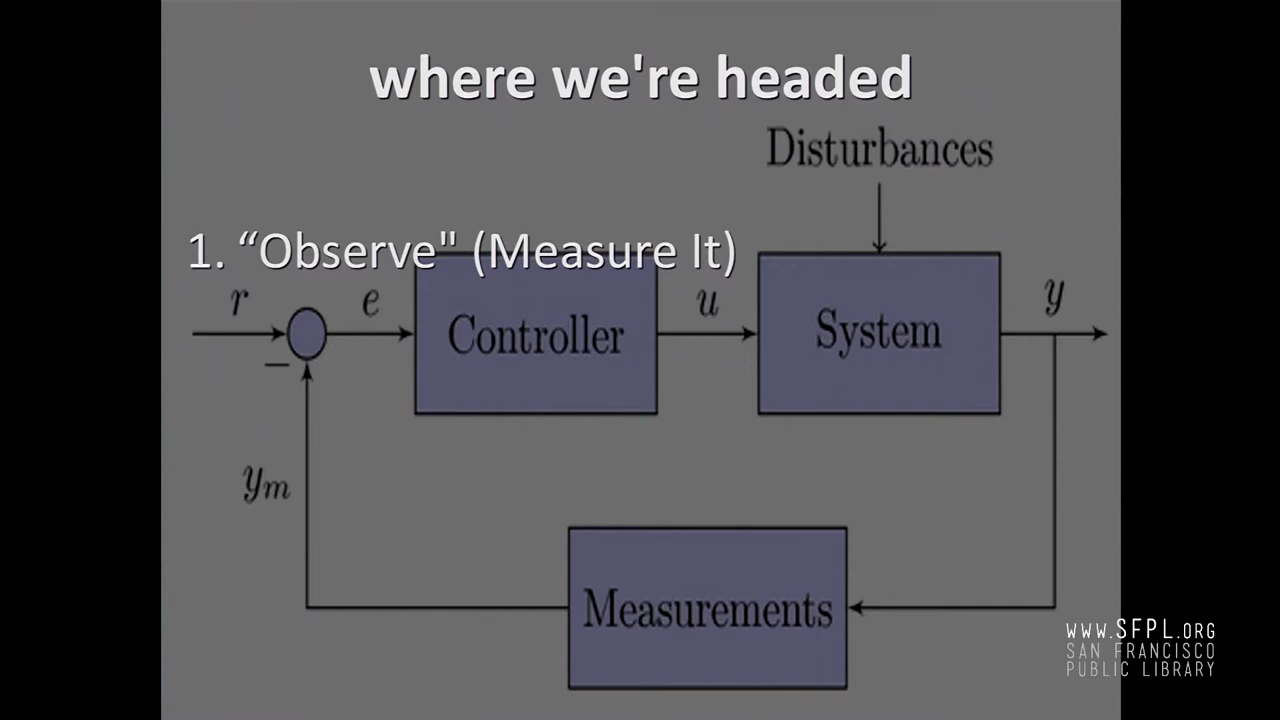 where we're headed
Disturbances
1. “Observe" (Measure It)
r
e
Controller
u
System
y
−
yₘ
Measurements
www.SFPL.ORG
SAN FRANCISCO
PUBLIC LIBRARY